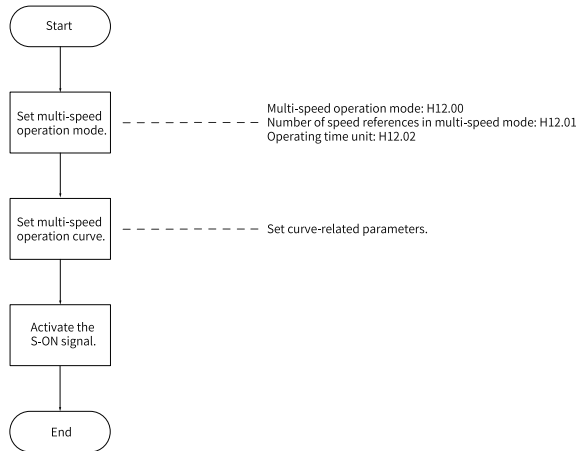 Start
Set multi-speed
operation mode.
Multi-speed operation mode: H12.00
Number of speed references in multi-speed mode: H12.01
Operating time unit: H12.02
Set multi-speed
operation curve.
Set curve-related parameters.
Activate the
S-ON signal.
End